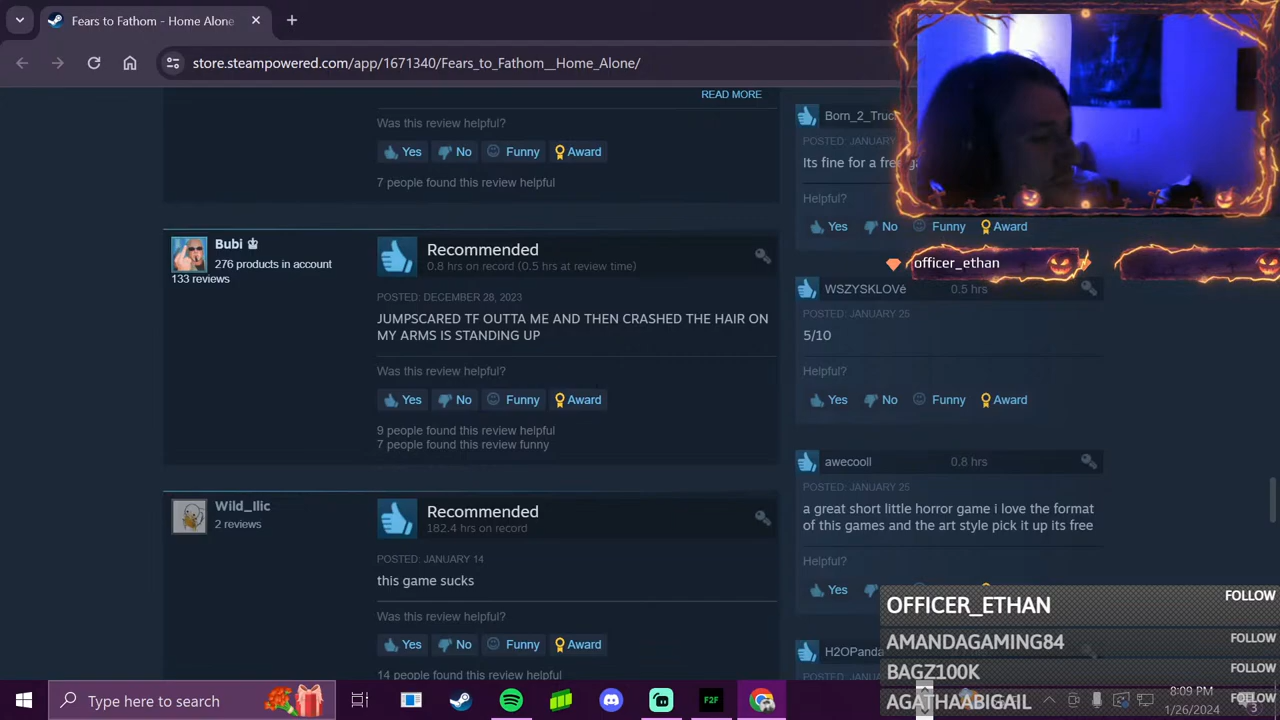 Fears to Fathom - Home Alone
store.steampowered.com/app/1671340/Fears_to_Fathom__Home_Alone/
READ MORE
Was this review helpful?
Yes No Funny Award
7 people found this review helpful
Bubi
276 products in account
133 reviews
Recommended
0.8 hrs on record (0.5 hrs at review time)
POSTED: DECEMBER 28, 2023
JUMPSCARED TF OUTTA ME AND THEN CRASHED THE HAIR ON
MY ARMS IS STANDING UP
Was this review helpful?
Yes No Funny Award
9 people found this review helpful
7 people found this review funny
Wild_Ilic
2 reviews
Recommended
182.4 hrs on record
POSTED: JANUARY 14
this game sucks
Was this review helpful?
Yes No Funny Award
14 people found this review helpful
POSTED: JANUARY
Its fine for a free
Helpful?
Yes No Funny Award
officer_ethan
WSZYSKLOVé 0.5 hrs
POSTED: JANUARY 25
5/10
Helpful?
Yes No Funny Award
awecooll 0.8 hrs
POSTED: JANUARY 25
a great short little horror game i love the format
of this games and the art style pick it up its free
Helpful?
Yes
H2OPanda
OFFICER_ETHAN FOLLOW
AMANDAGAMING84 FOLLOW
BAGZ100K FOLLOW
AGATHAABIGAIL FOLLOW
Type here to search
F2F
8:09 PM
1/26/2024
3